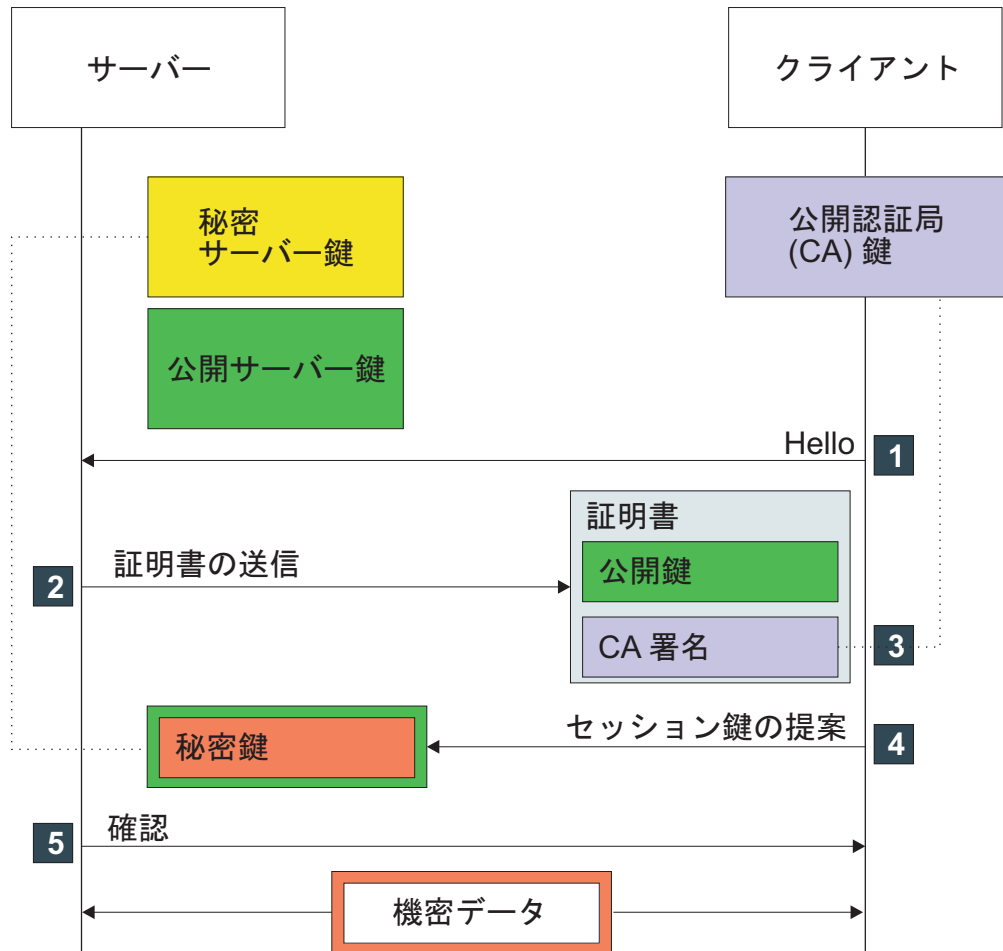 サーバー
クライアント
秘密
サーバー鍵
公開認証局
(CA) 鍵
公開サーバー鍵
Hello
1
証明書
2
証明書の送信
公開鍵
CA 署名
3
セッション鍵の提案
4
秘密鍵
5
確認
機密データ